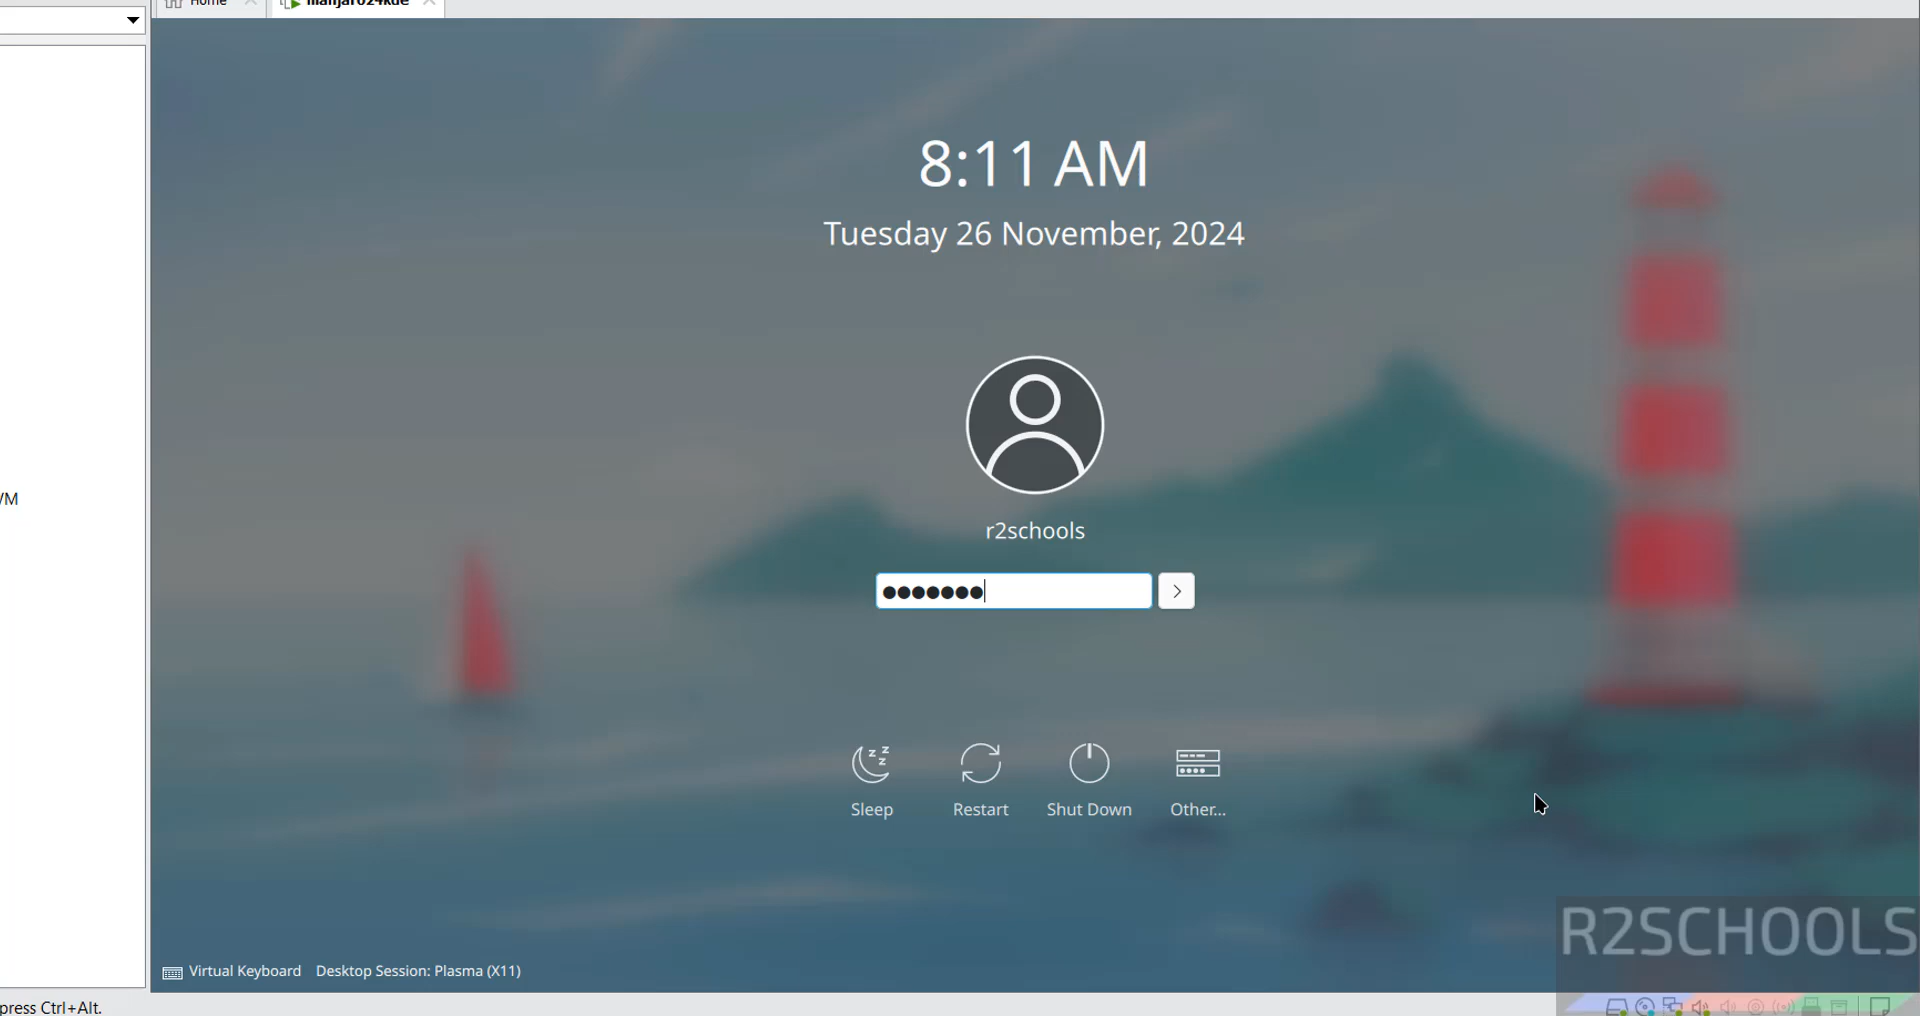 Home
manjaro24kde
8:11 AM
Tuesday 26 November, 2024
r2schools
Sleep
Restart
Shut Down
Other...
Virtual Keyboard
Desktop Session: Plasma (X11)
R2SCHOOLS
press Ctrl+Alt.